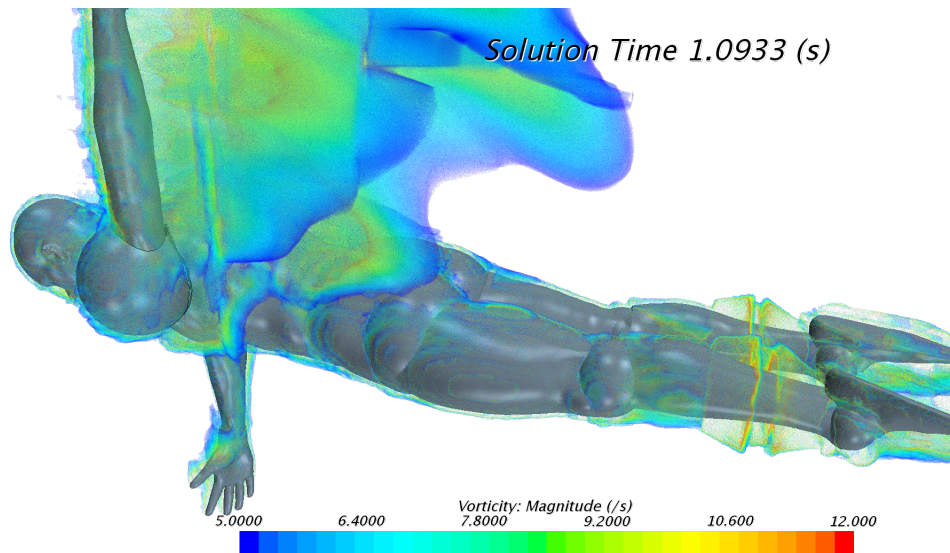 Solution Time 1.0933 (s)
Vorticity: Magnitude (/s)
5.0000 6.4000 7.8000 9.2000 10.600 12.000